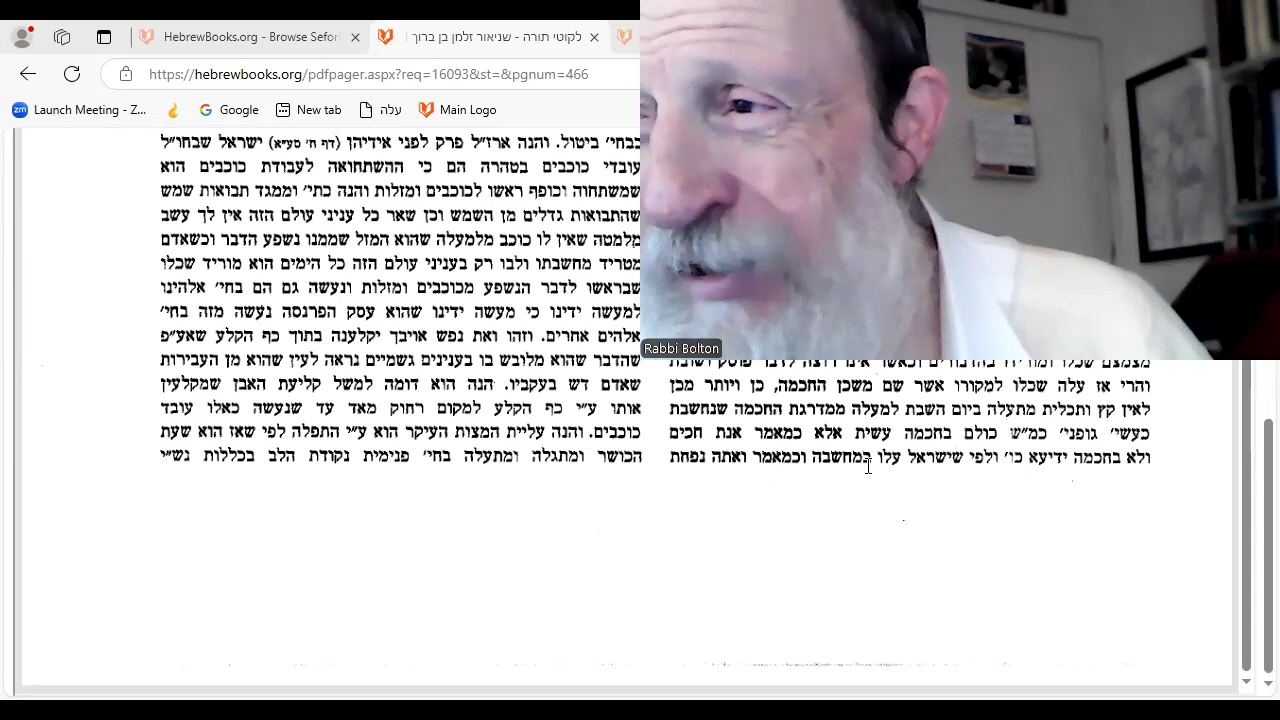 HebrewBooks.org - Browse Sefori
לקוטי תורה - שניאור זלמן בן ברוך
https://hebrewbooks.org/pdfpager.aspx?req=16093&st=&pgnum=466
Launch Meeting - Z...
Google
New tab
עלה
Main Logo
Rabbi Bolton
מצמצם שכלו ומורידו בהדבורים וכאשר אינו רוצה לדבר פוסק ושובת
והרי אז עלה שכלו למקורו אשר שם משכן החכמה, כן ויותר מכן
לאין קץ ותכלית מתעלה ביום השבת למעלה ממדרגת החכמה שנחשבת
כעשי׳ גופני׳ כמ״ש כולם בחכמה עשית אלא כמאמר אנת חכים
ולא בחכמה ידיעא כו׳ ולפי שישראל עלו במחשבה וכמאמר ואתה נפחת
בבחי׳ ביטול. והנה ארז״ל פרק לפני אידיהן (דף ח׳ סע״א) ישראל שבחו״ל
עובדי כוכבים בטהרה הם כי ההשתחואה לעבודת כוכבים הוא
שמשתחוה וכופף ראשו לכוכבים ומזלות והנה כתי׳ וממגד תבואות שמש
שהתבואות גדלים מן השמש וכן שאר כל עניני עולם הזה אין לך עשב
מלמטה שאין לו כוכב מלמעלה שהוא המזל שממנו נשפע הדבר וכשאדם
מטריד מחשבתו ולבו רק בעניני עולם הזה כל הימים הוא מוריד שכלו
שבראשו לדבר הנשפע מכוכבים ומזלות ונעשה גם הם בחי׳ אלהינו
למעשה ידינו כי מעשה ידינו שהוא עסק הפרנסה נעשה מזה בחי׳
אלהים אחרים. וזהו ואת נפש אויבך יקלענה בתוך כף הקלע שאע״פ
שהדבר שהוא מלובש בו בענינים גשמיים נראה לעין שהוא מן העבירות
שאדם דש בעקביו. הנה הוא דומה למשל קליעת האבן שמקלעין
אותו ע״י כף הקלע למקום רחוק מאד עד שנעשה כאלו עובד
כוכבים. והנה עליית המצות העיקר הוא ע״י התפלה לפי שאז הוא שעת
הכושר ומתגלה ומתעלה בחי׳ פנימית נקודת הלב בכללות נש״י